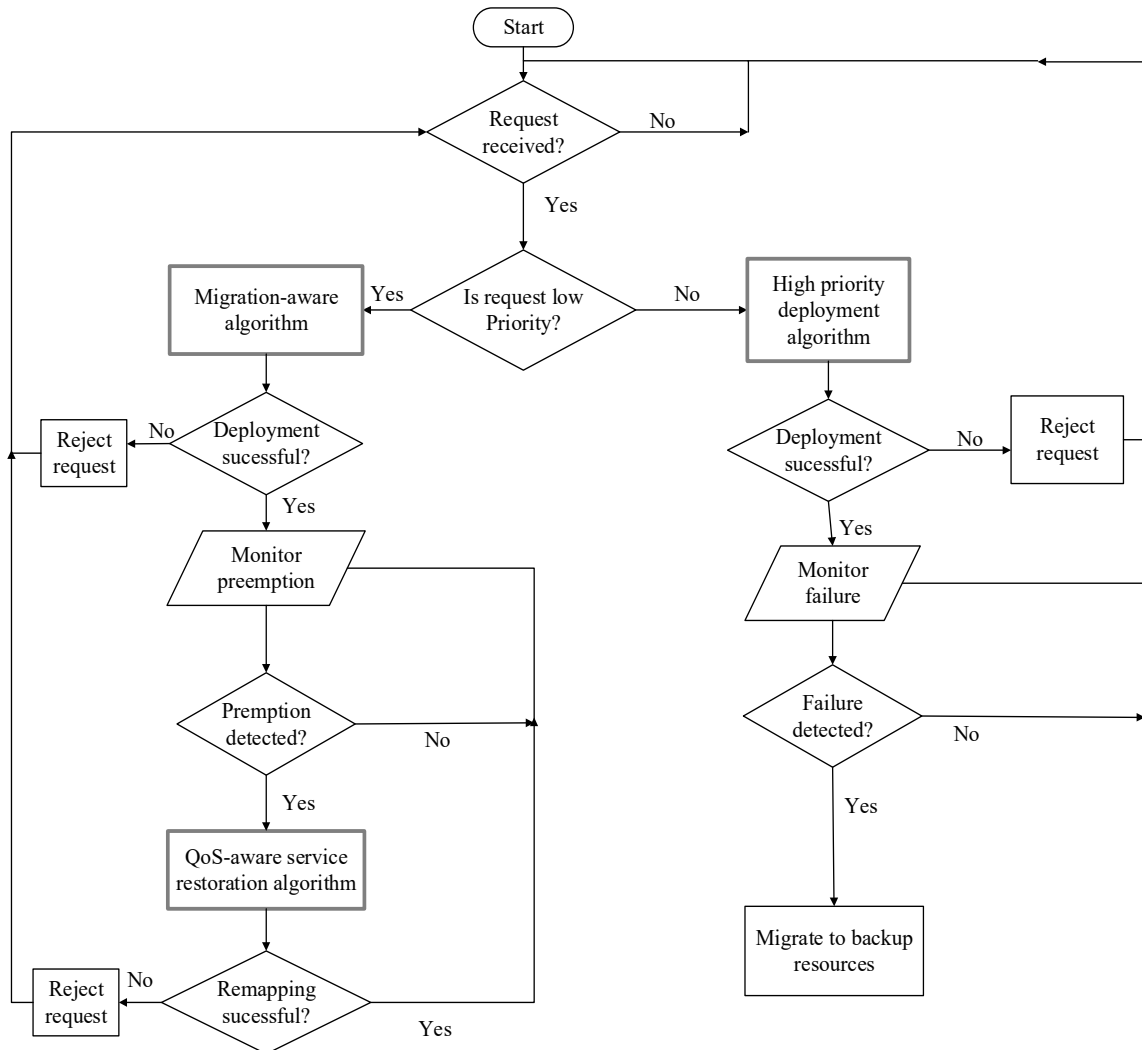 Start
Request
received?
No
Yes
Is request low
Priority?
Yes
No
Migration-aware
algorithm
High priority
deployment
algorithm
Deployment
sucessful?
No
Reject
request
Yes
Deployment
sucessful?
No
Reject
request
Yes
Monitor
preemption
Monitor
failure
Premption
detected?
No
Yes
Failure
detected?
No
Yes
QoS-aware service
restoration algorithm
Migrate to backup
resources
Remapping
sucessful?
No
Reject
request
Yes